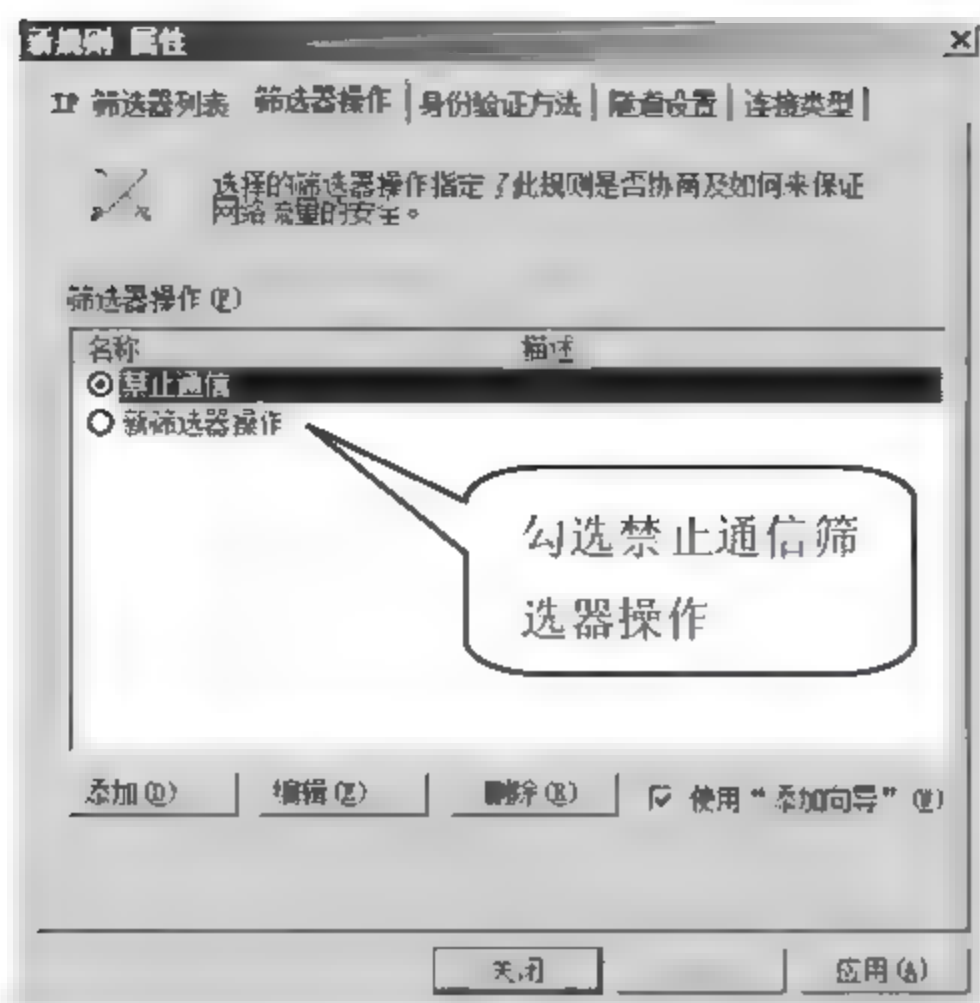 新规则 属性
IP 筛选器列表 筛选器操作 身份验证方法 隧道设置 连接类型
选择的筛选器操作指定了此规则是否协商及如何来保证
网络流量的安全。
筛选器操作(F)
名称 描述
禁止通信
新筛选器操作
勾选禁止通信筛
选器操作
添加(D) 编辑(E) 删除(R) 使用“添加向导”(W)
关闭 应用(A)